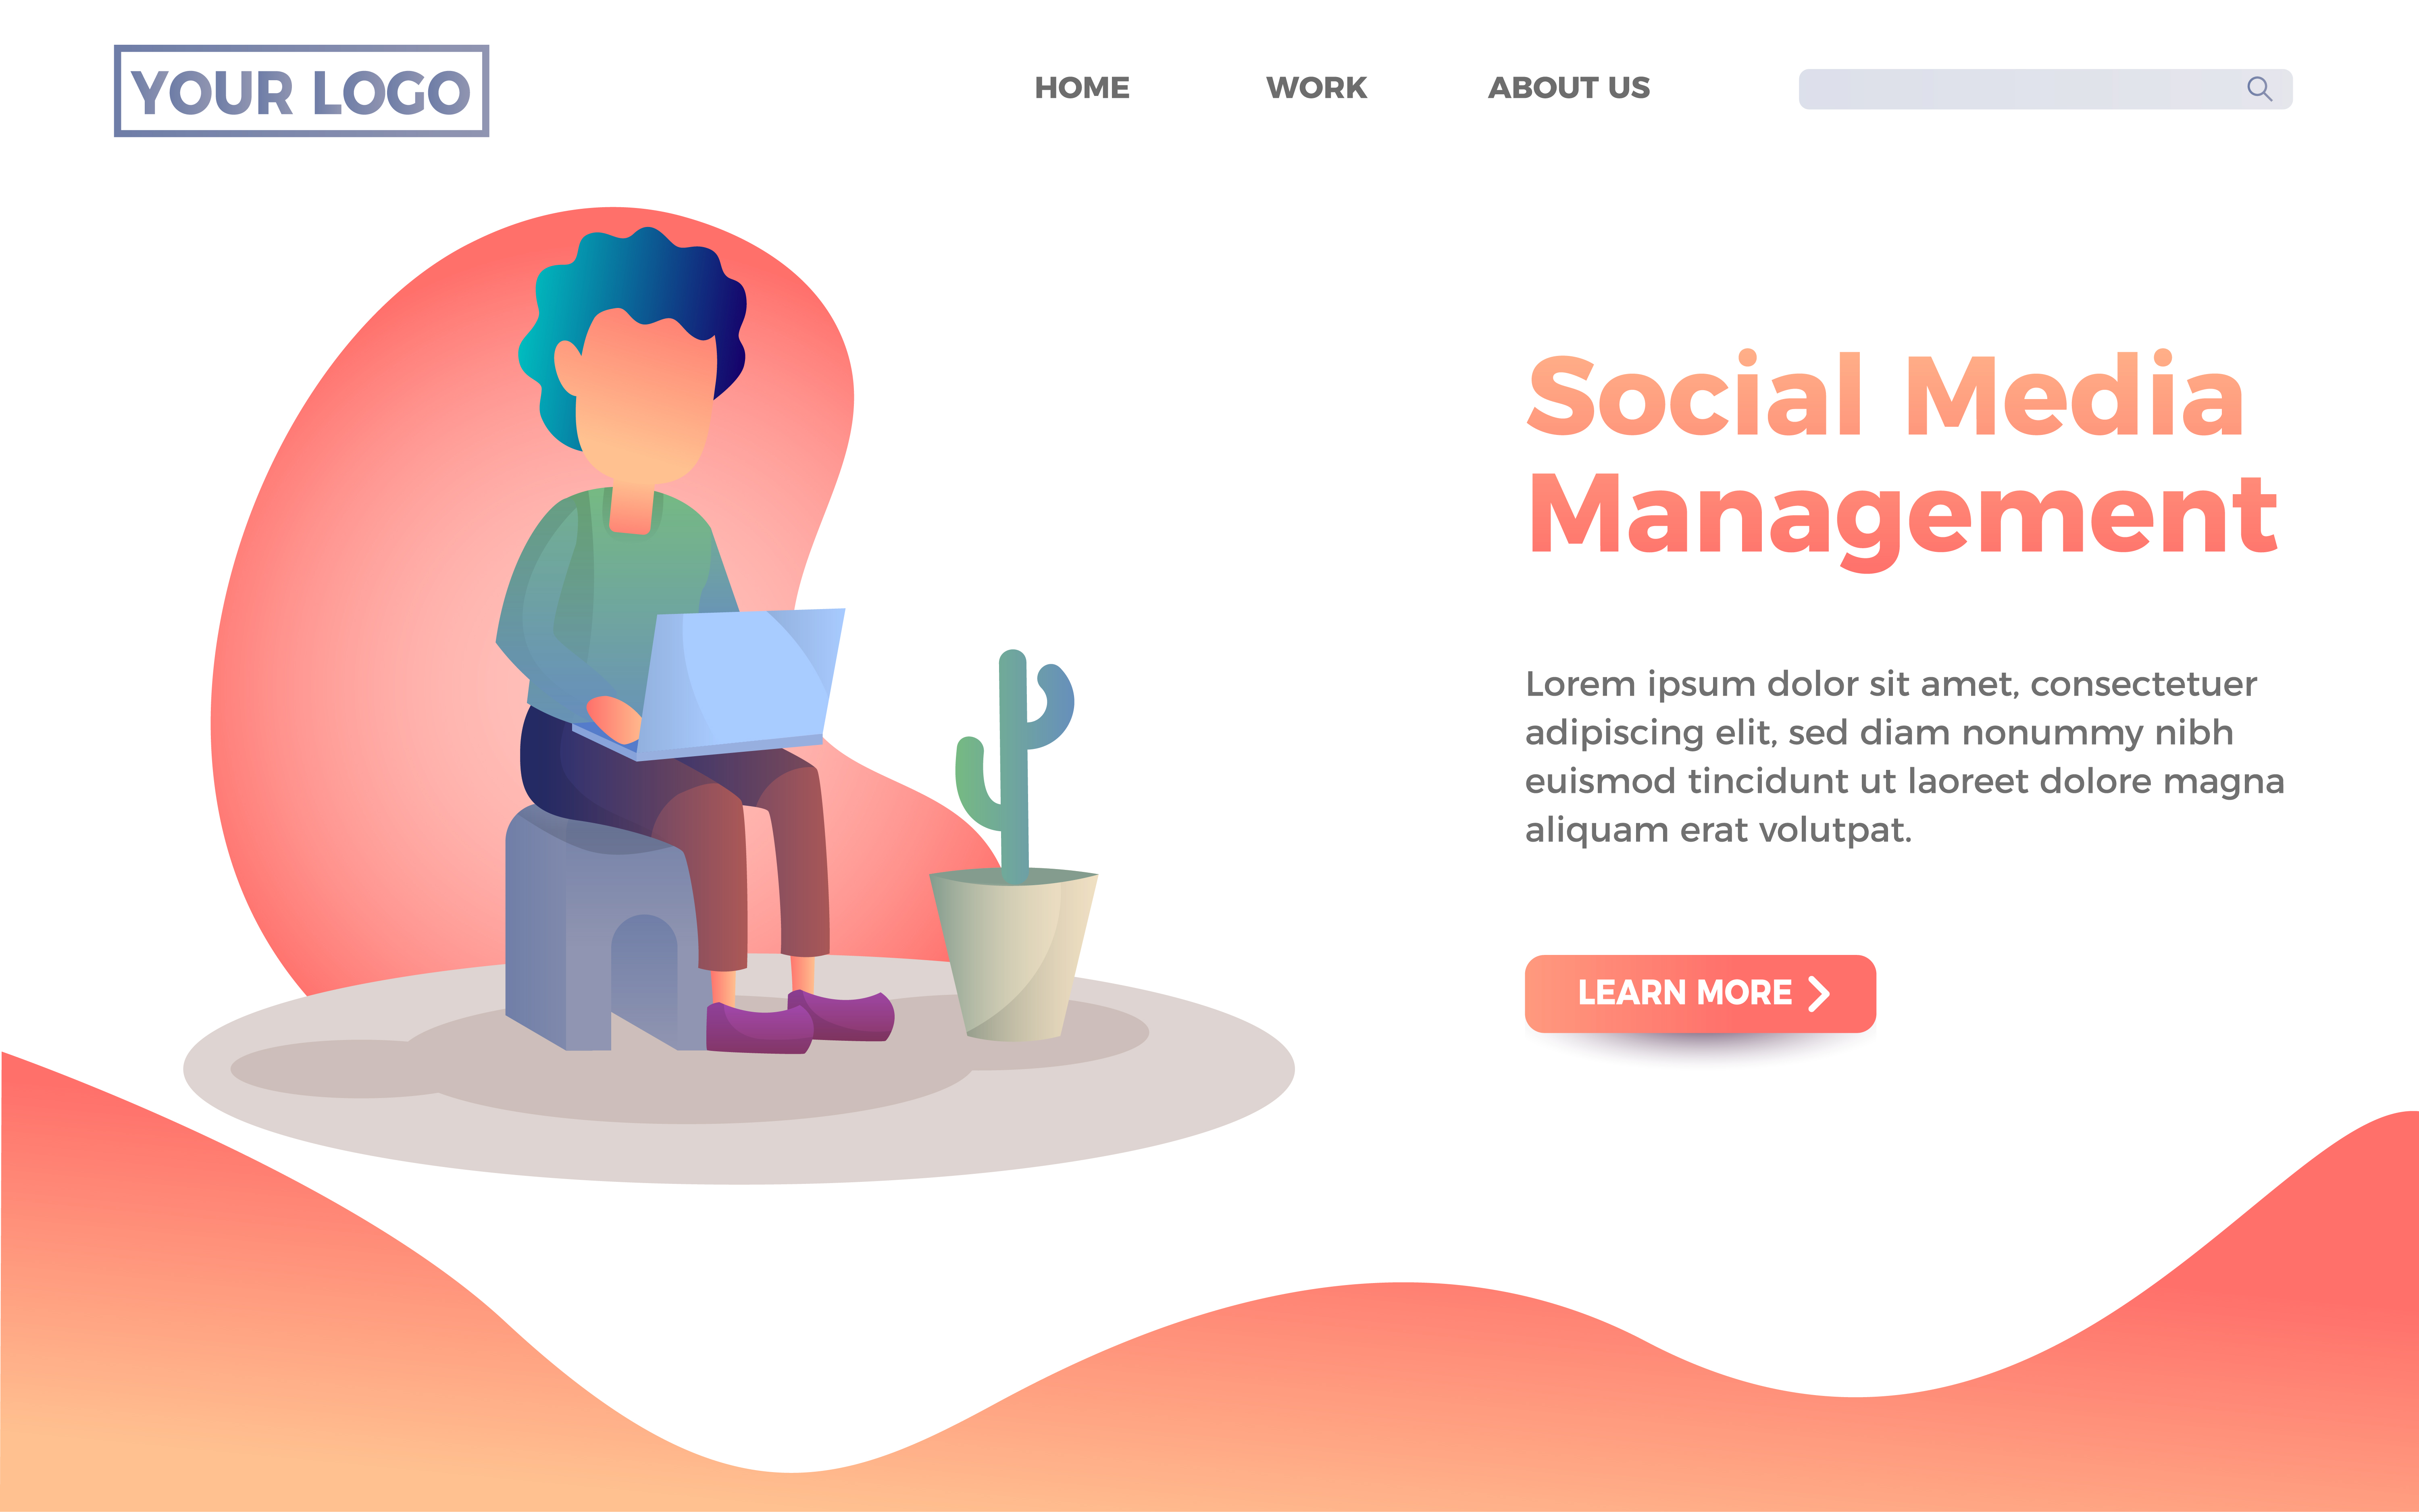 YOUR LOGO
HOME
WORK
ABOUT US
Social Media
Management
Lorem ipsum dolor sit amet, consectetuer
adipiscing elit, sed diam nonummy nibh
euismod tincidunt ut laoreet dolore magna
aliquam erat volutpat.
LEARN MORE